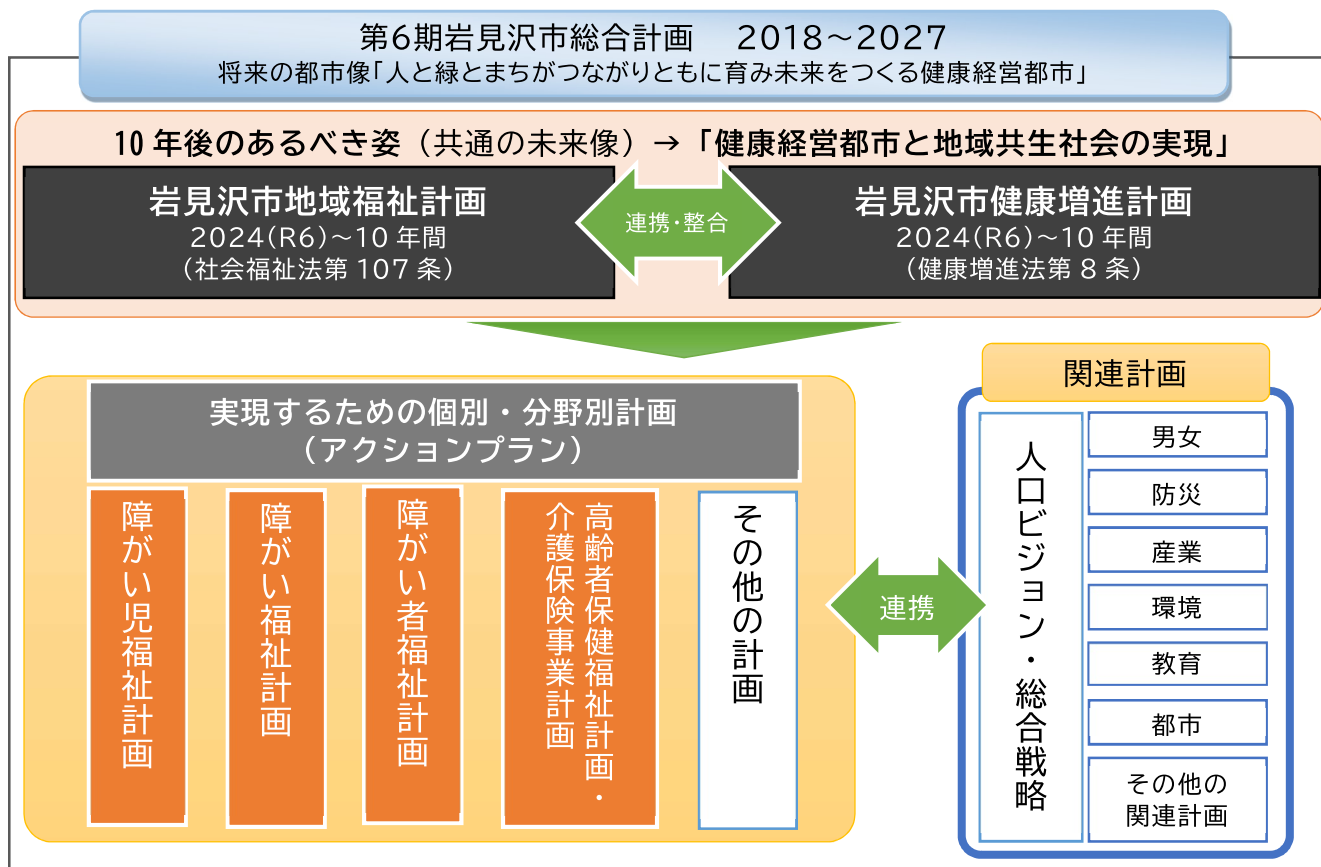 第6期岩見沢市総合計画　2018～2027
将来の都市像「人と緑とまちがつながりともに育み未来をつくる健康経営都市」
10年後のあるべき姿（共通の未来像）→「健康経営都市と地域共生社会の実現」
岩見沢市地域福祉計画
2024(R6)～10年間
（社会福祉法第107条）
連携・整合
岩見沢市健康増進計画
2024(R6)～10年間
（健康増進法第8条）
実現するための個別・分野別計画
（アクションプラン）
障がい児福祉計画
障がい福祉計画
障がい者福祉計画
高齢者保健福祉計画・
介護保険事業計画
その他の計画
連携
関連計画
人口ビジョン・総合戦略
男女
防災
産業
環境
教育
都市
その他の
関連計画